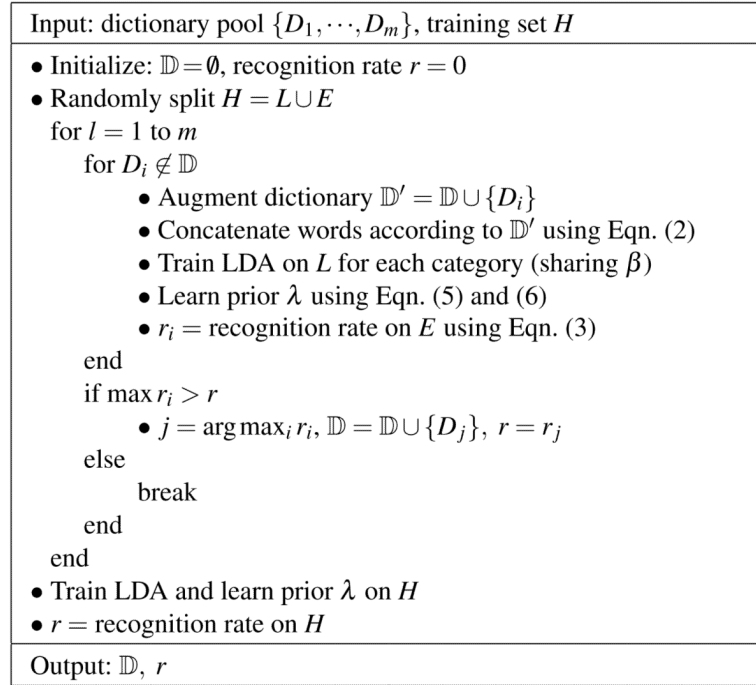 Input: dictionary pool {D₁,⋯,Dₘ}, training set H
• Initialize: 𝔻=∅, recognition rate r = 0
• Randomly split H = L∪E
for l = 1 to m
for Dᵢ ∉ 𝔻
• Augment dictionary 𝔻′ = 𝔻∪{Dᵢ}
• Concatenate words according to 𝔻′ using Eqn. (2)
• Train LDA on L for each category (sharing β)
• Learn prior λ using Eqn. (5) and (6)
• rᵢ = recognition rate on E using Eqn. (3)
end
if max rᵢ > r
• j = arg maxᵢ rᵢ, 𝔻 = 𝔻∪{Dⱼ}, r = rⱼ
else
break
end
end
• Train LDA and learn prior λ on H
• r = recognition rate on H
Output: 𝔻, r